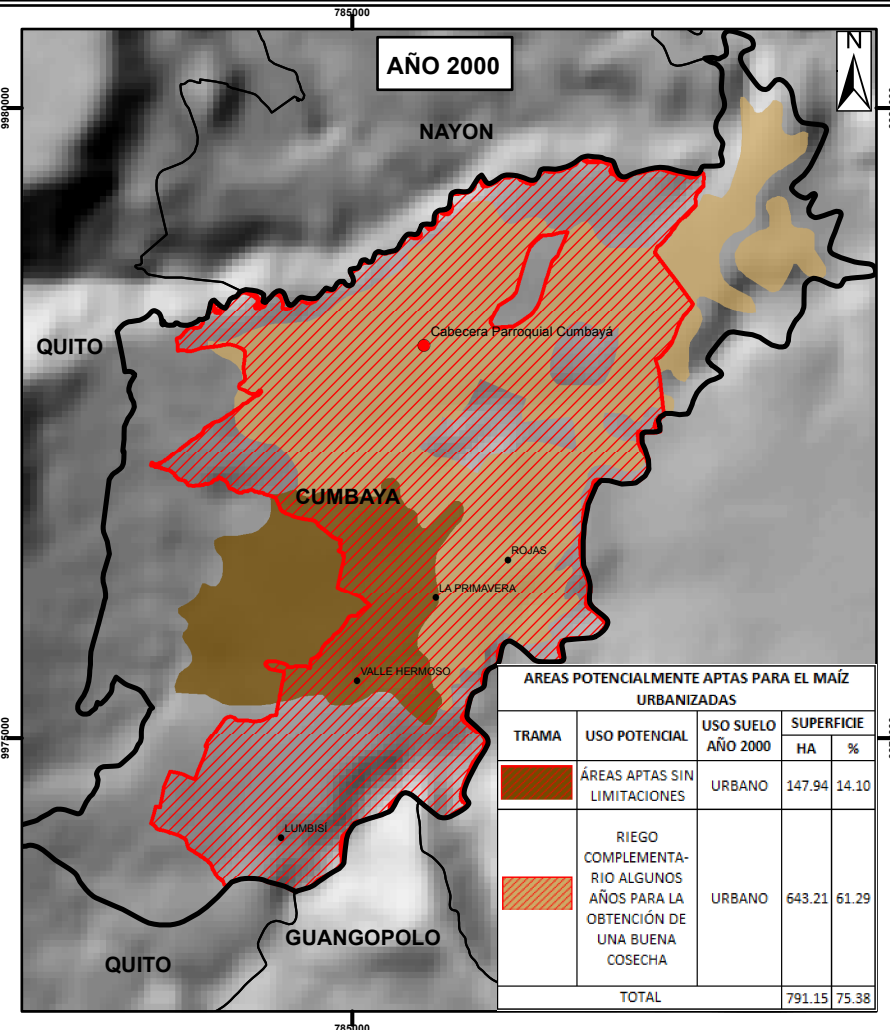 785000
AÑO 2000
N
9980000
NAYON
QUITO
Cabecera Parroquial Cumbayá
CUMBAYA
ROJAS
LA PRIMAVERA
VALLE HERMOSO
9975000
LUMBISÍ
GUANGOPOLO
QUITO
AREAS POTENCIALMENTE APTAS PARA EL MAÍZ
URBANIZADAS
TRAMA USO POTENCIAL USO SUELO AÑO 2000 SUPERFICIE
HA %
ÁREAS APTAS SIN
LIMITACIONES
URBANO 147.94 14.10
RIEGO
COMPLEMENTA-
RIO ALGUNOS
AÑOS PARA LA
OBTENCIÓN DE
UNA BUENA
COSECHA
URBANO 643.21 61.29
TOTAL 791.15 75.38
785000